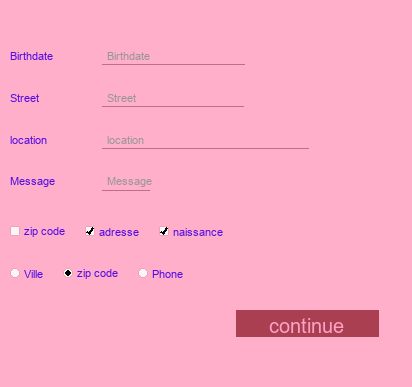 Birthdate Birthdate
Street Street
location location
Message Message
zip code adresse naissance
Ville zip code Phone
continue